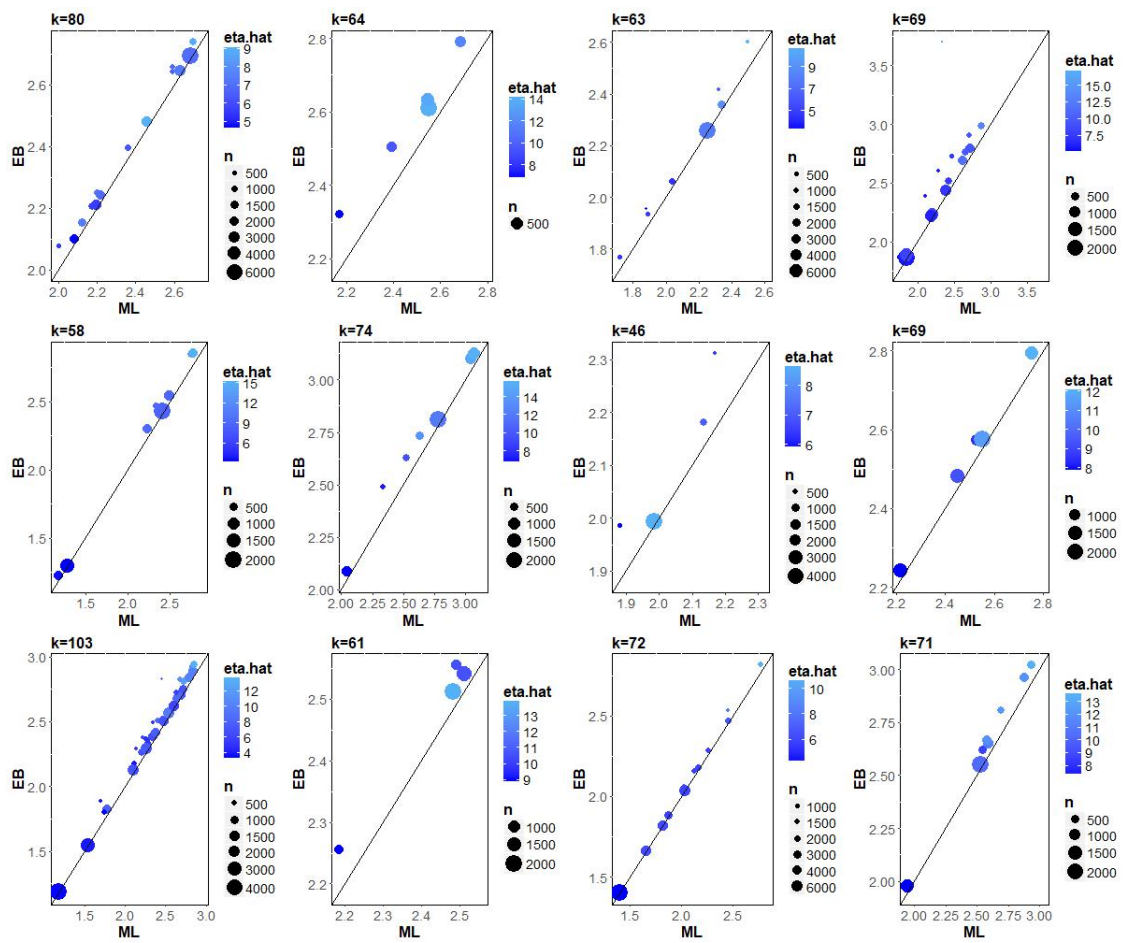 k=80
EB
2.6
2.4
2.2
2.0
2.0 2.2 2.4 2.6
ML
eta.hat
9
8
7
6
5
n
500
1000
1500
2000
3000
4000
6000
k=64
EB
2.8
2.6
2.4
2.2
2.2 2.4 2.6 2.8
ML
eta.hat
14
12
10
8
n
500
k=63
EB
2.6
2.4
2.2
2.0
1.8
1.8 2.0 2.2 2.4 2.6
ML
eta.hat
9
7
5
n
500
1000
1500
2000
3000
4000
6000
k=69
EB
3.5
3.0
2.5
2.0
2.0 2.5 3.0 3.5
ML
eta.hat
15.0
12.5
10.0
7.5
n
500
1000
1500
2000
k=58
EB
2.5
2.0
1.5
1.5 2.0 2.5
ML
eta.hat
15
12
9
6
n
500
1000
1500
2000
k=74
EB
3.00
2.75
2.50
2.25
2.00
2.00 2.25 2.50 2.75 3.00
ML
eta.hat
14
12
10
8
n
500
1000
1500
2000
k=46
EB
2.3
2.2
2.1
2.0
1.9
1.9 2.0 2.1 2.2 2.3
ML
eta.hat
8
7
6
n
500
1000
1500
2000
3000
4000
k=69
EB
2.8
2.6
2.4
2.2
2.2 2.4 2.6 2.8
ML
eta.hat
12
11
10
9
8
n
1000
1500
2000
k=103
EB
3.0
2.5
2.0
1.5
1.5 2.0 2.5 3.0
ML
eta.hat
12
10
8
6
4
n
500
1000
1500
2000
3000
4000
k=61
EB
2.5
2.4
2.3
2.2
2.2 2.3 2.4 2.5
ML
eta.hat
13
12
11
10
9
n
1000
1500
2000
k=72
EB
2.5
2.0
1.5
1.5 2.0 2.5
ML
eta.hat
10
8
6
n
1000
1500
2000
3000
4000
6000
k=71
EB
3.00
2.75
2.50
2.25
2.00
2.00 2.25 2.50 2.75 3.00
ML
eta.hat
13
12
11
10
9
8
n
500
1000
1500
2000